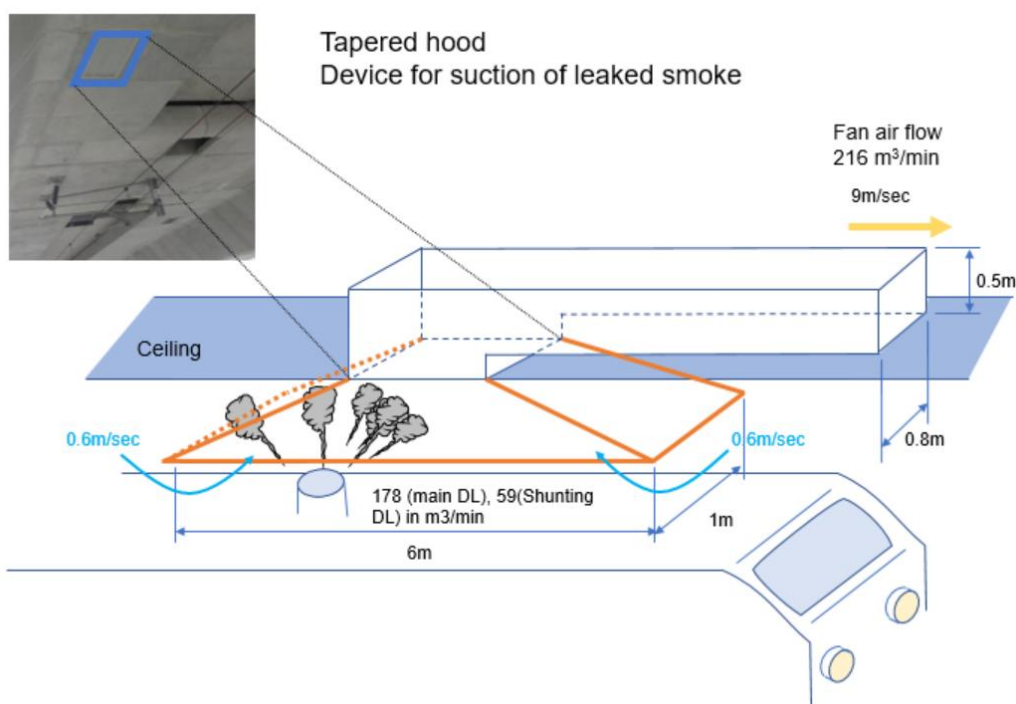 Tapered hood
Device for suction of leaked smoke
Fan air flow
216 m³/min
9m/sec
0.5m
Ceiling
0.6m/sec
0.6m/sec
0.8m
178 (main DL), 59(Shunting
DL) in m3/min
1m
6m